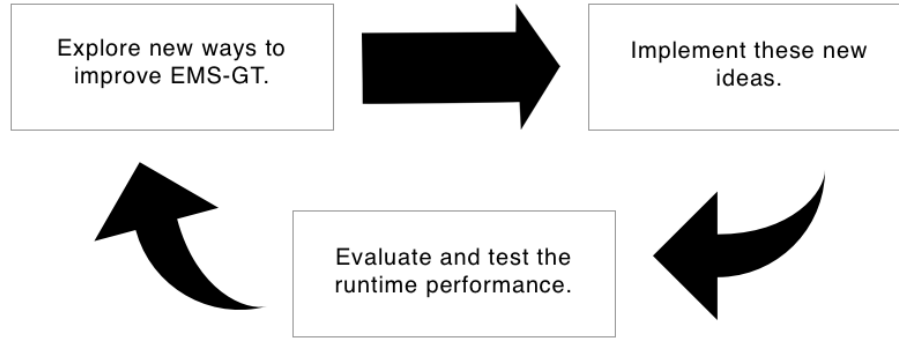 Explore new ways to
improve EMS-GT.
Implement these new
ideas.
Evaluate and test the
runtime performance.